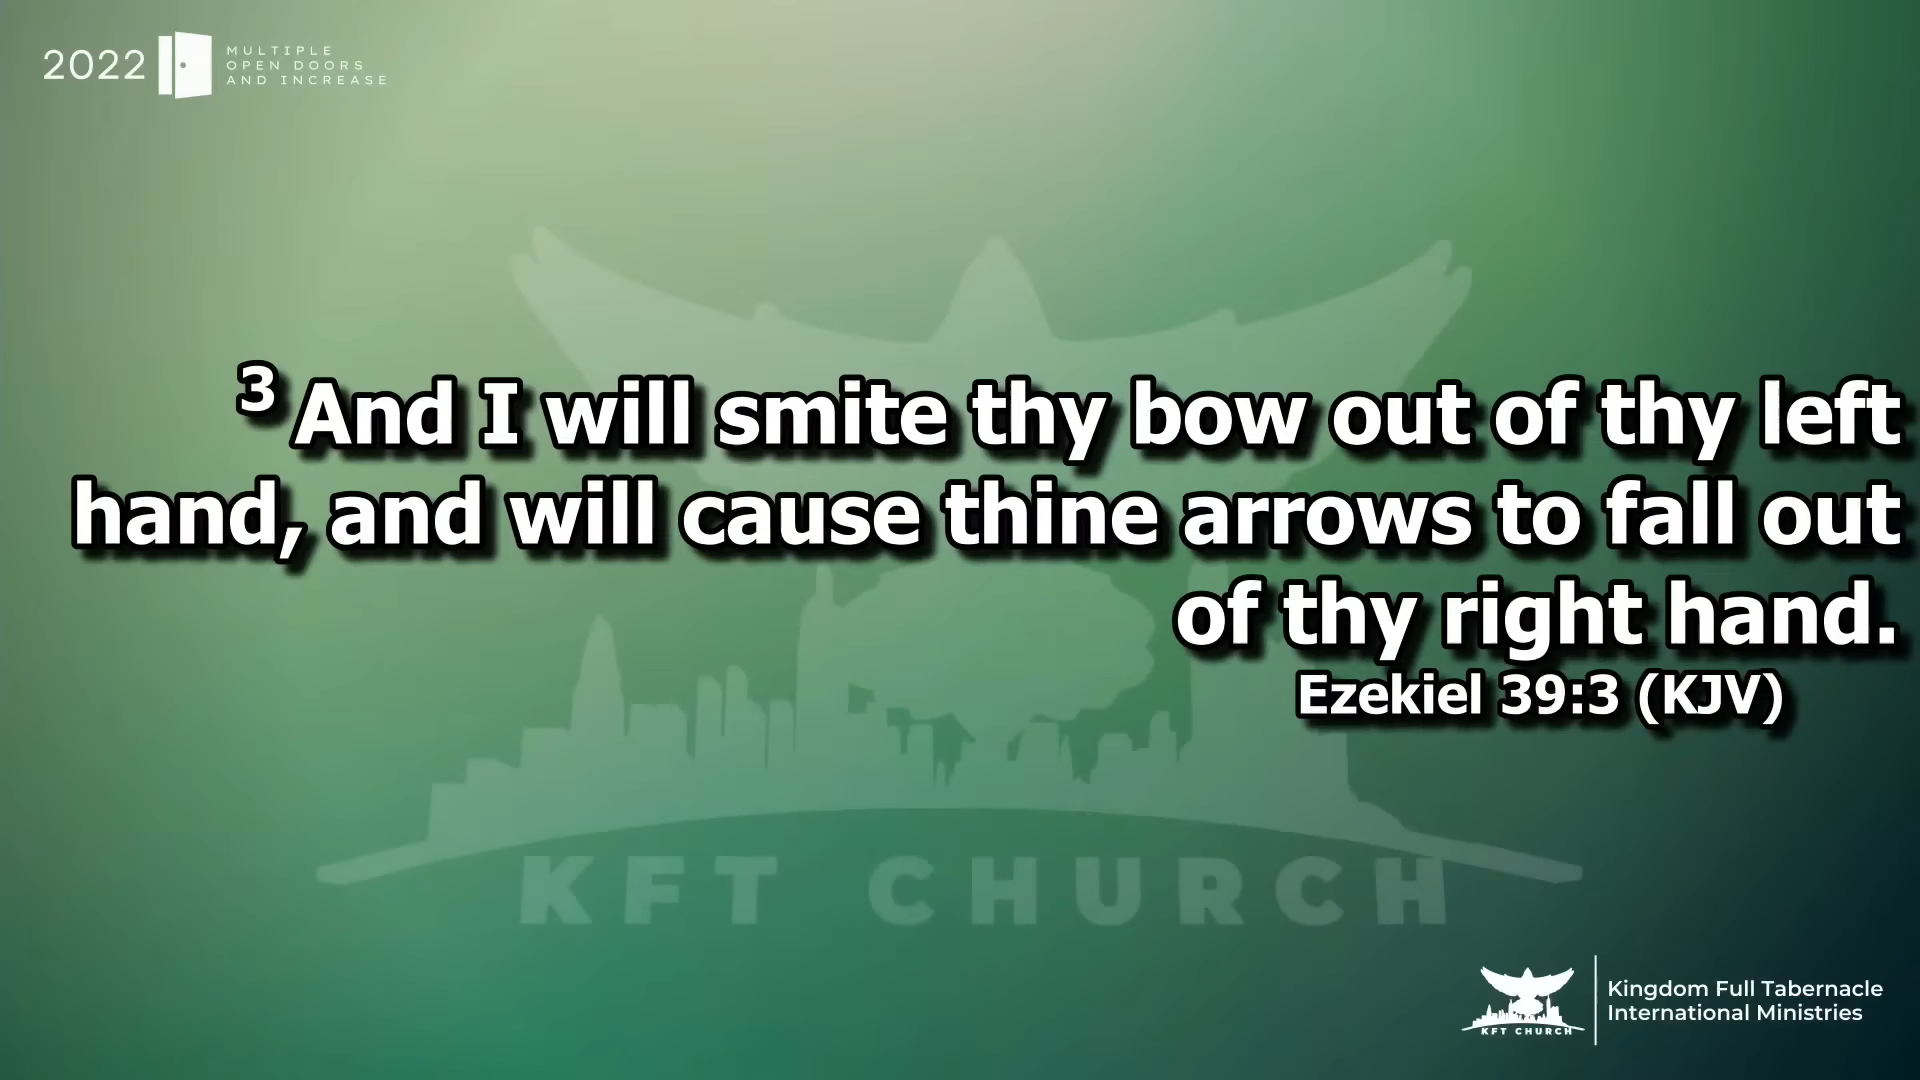 2022
MULTIPLE
OPEN DOORS
AND INCREASE
3 And I will smite thy bow out of thy left
hand, and will cause thine arrows to fall out
of thy right hand.
Ezekiel 39:3 (KJV)
KFT CHURCH
KFT CHURCH
Kingdom Full Tabernacle
International Ministries